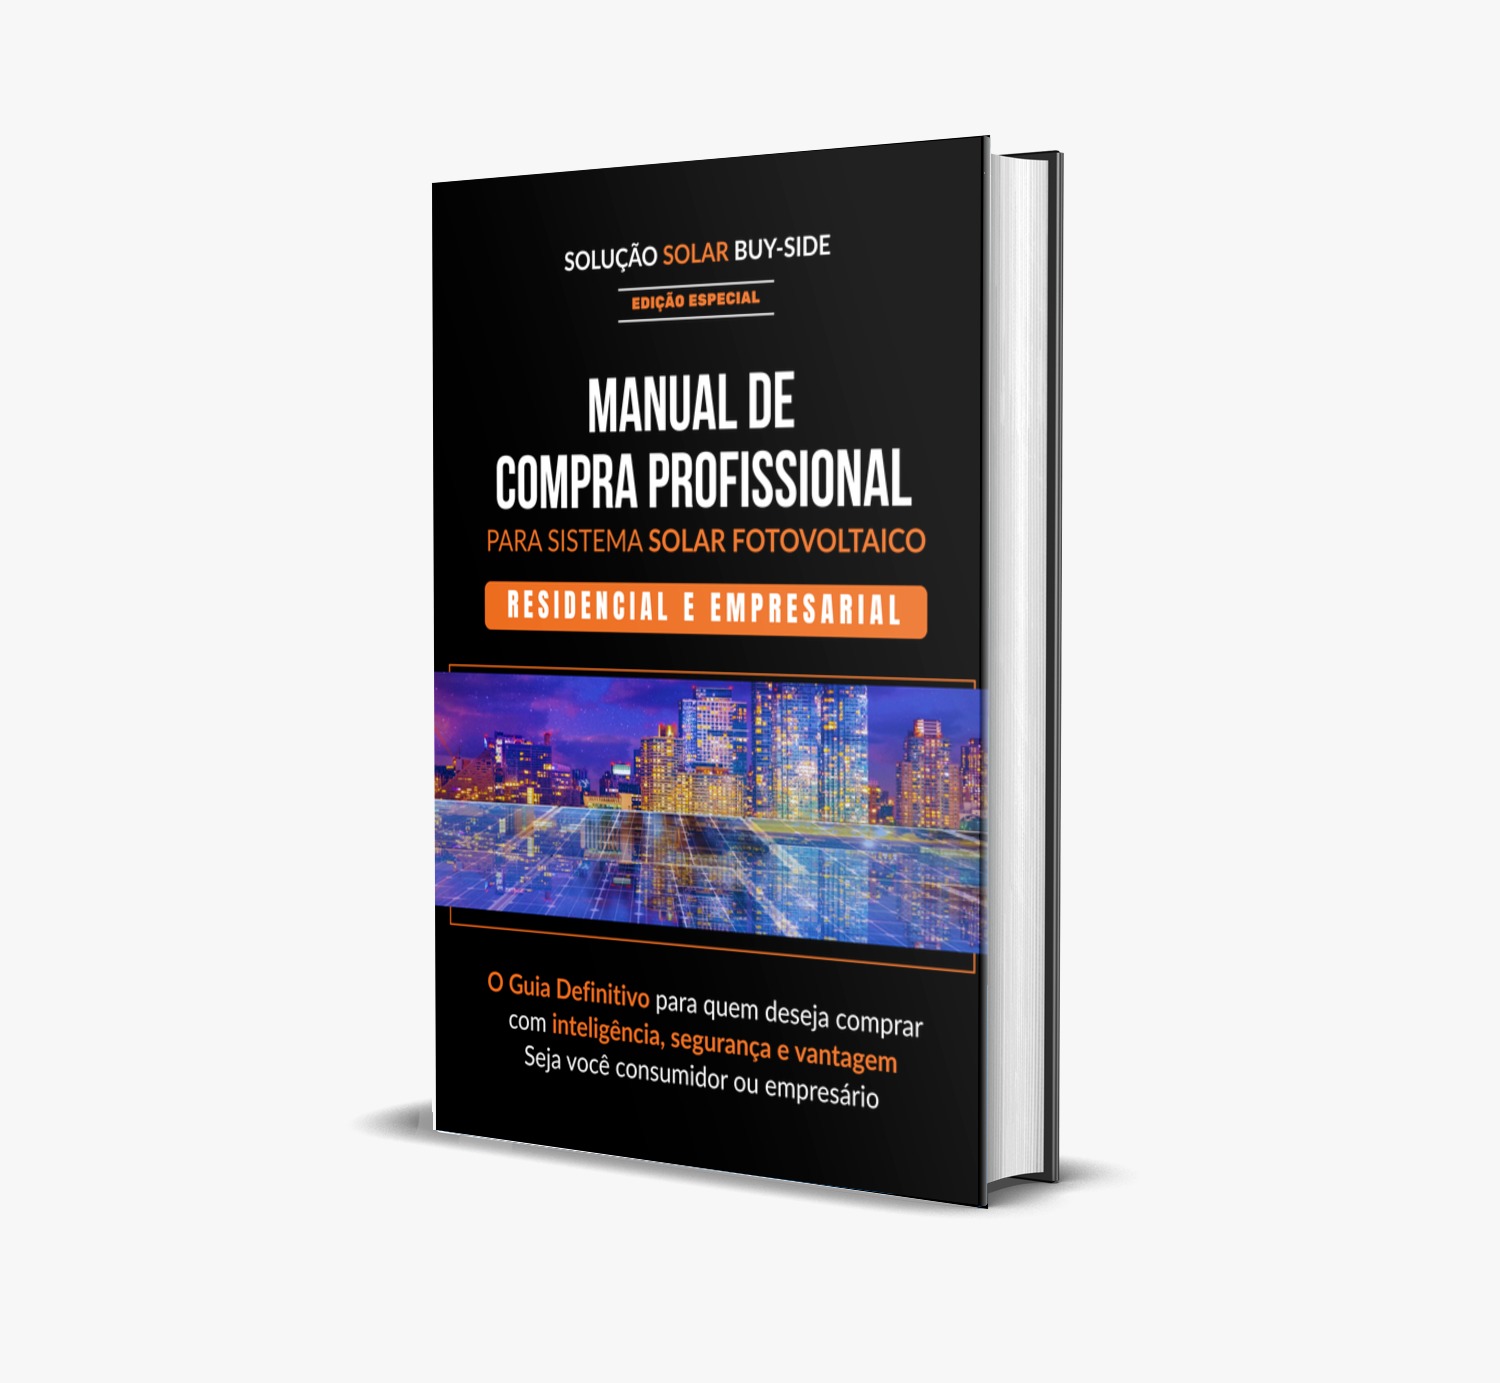 SOLUÇÃO SOLAR BUY-SIDE
EDIÇÃO ESPECIAL
MANUAL DE
COMPRA PROFISSIONAL
PARA SISTEMA SOLAR FOTOVOLTAICO
RESIDENCIAL E EMPRESARIAL
O Guia Definitivo para quem deseja comprar
com inteligência, segurança e vantagem
Seja você consumidor ou empresário